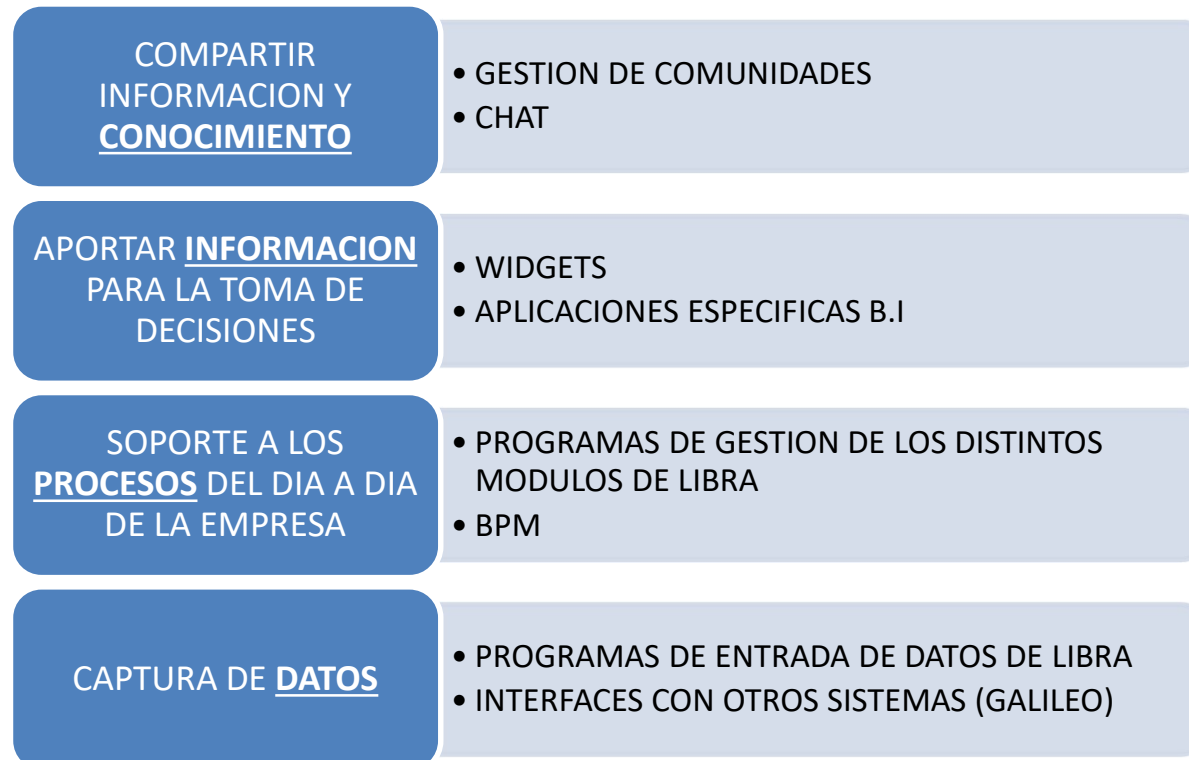 COMPARTIR
INFORMACION Y
CONOCIMIENTO
• GESTION DE COMUNIDADES
• CHAT
APORTAR INFORMACION
PARA LA TOMA DE
DECISIONES
• WIDGETS
• APLICACIONES ESPECIFICAS B.I
SOPORTE A LOS
PROCESOS DEL DIA A DIA
DE LA EMPRESA
• PROGRAMAS DE GESTION DE LOS DISTINTOS
MODULOS DE LIBRA
• BPM
CAPTURA DE DATOS
• PROGRAMAS DE ENTRADA DE DATOS DE LIBRA
• INTERFACES CON OTROS SISTEMAS (GALILEO)